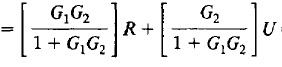 = [ G₁G₂ / 1 + G₁G₂ ] R + [ G₂ / 1 + G₁G₂ ] U